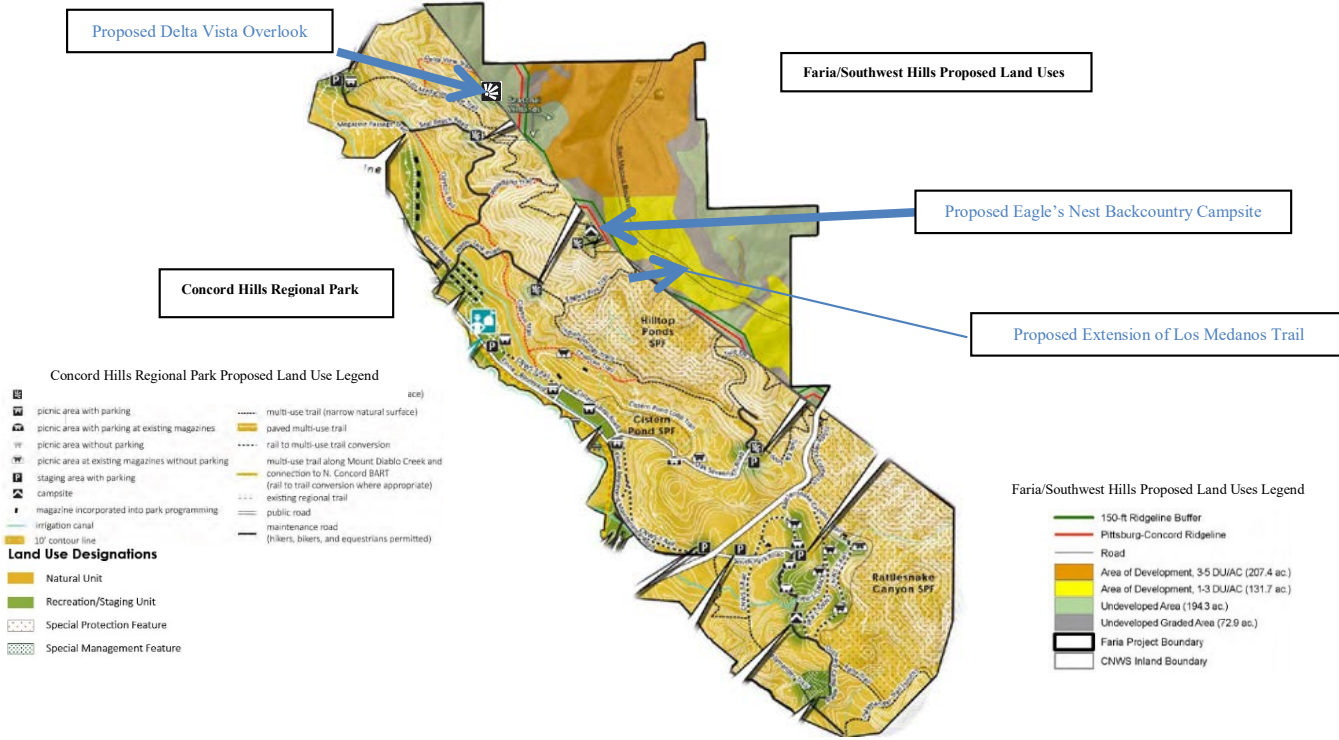 Proposed Delta Vista Overlook
Faria/Southwest Hills Proposed Land Uses
Proposed Eagle's Nest Backcountry Campsite
Concord Hills Regional Park
Proposed Extension of Los Medanos Trail
Hilltop
Ponds
SPF
Cistern
Pond SPF
Rattlesnake
Canyon SPF
Concord Hills Regional Park Proposed Land Use Legend
ace)
picnic area with parking
picnic area with parking at existing magazines
picnic area without parking
picnic area at existing magazines without parking
staging area with parking
campsite
magazine incorporated into park programming
irrigation canal
10' contour line
multi-use trail (narrow natural surface)
paved multi-use trail
rail to multi-use trail conversion
multi-use trail along Mount Diablo Creek and
connection to N. Concord BART
(rail to trail conversion where appropriate)
existing regional trail
public road
maintenance road
(hikers, bikers, and equestrians permitted)
Land Use Designations
Natural Unit
Recreation/Staging Unit
Special Protection Feature
Special Management Feature
Faria/Southwest Hills Proposed Land Uses Legend
150-ft Ridgeline Buffer
Pittsburg-Concord Ridgeline
Road
Area of Development, 3-5 DU/AC (207.4 ac.)
Area of Development, 1-3 DU/AC (131.7 ac.)
Undeveloped Area (194.3 ac.)
Undeveloped Graded Area (72.9 ac.)
Faria Project Boundary
CNWS Inland Boundary